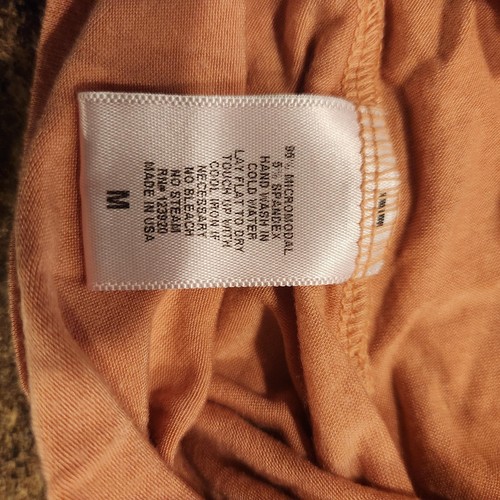 95% MICROMODAL
5% SPANDEX
HAND WASH IN
COLD WATER
LAY FLAT TO DRY
TOUCH UP WITH
COOL IRON IF
NECESSARY
NO BLEACH
NO STEAM
RN# 123920
MADE IN USA
M